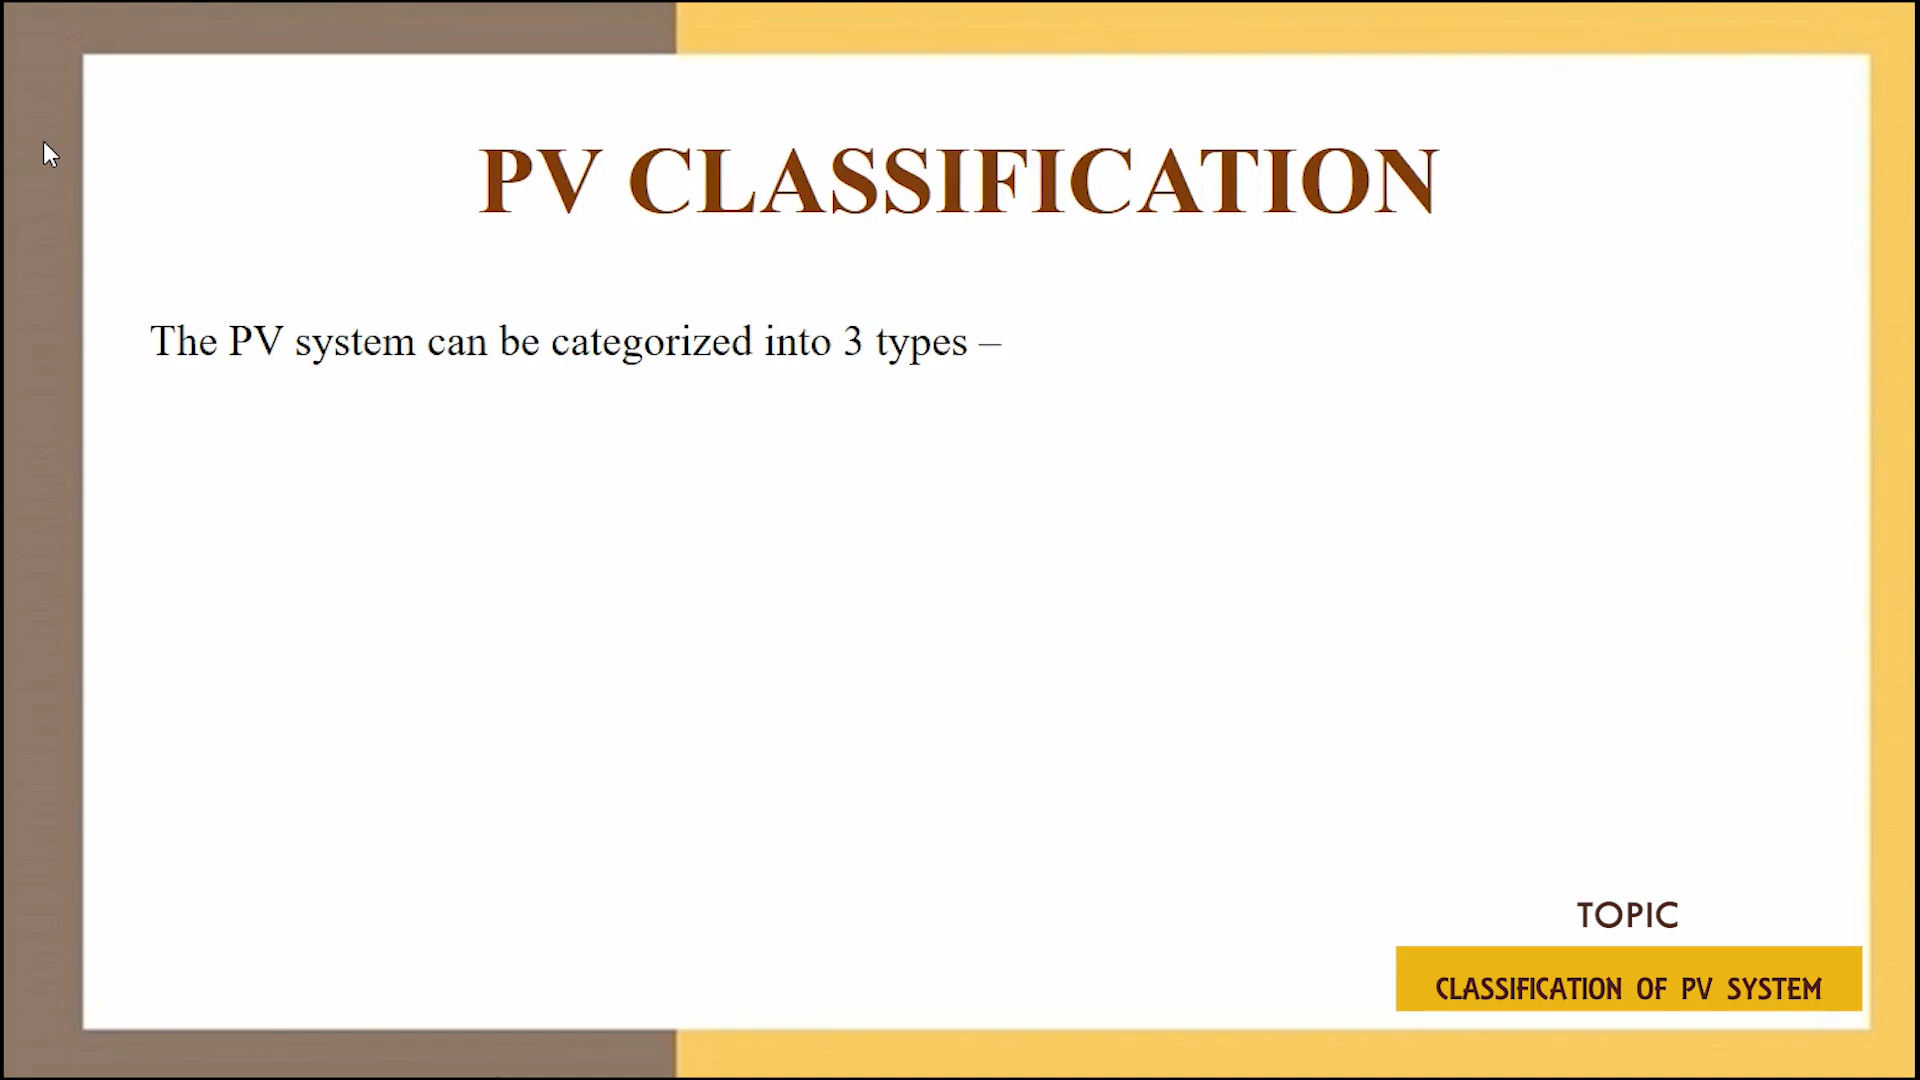 PV CLASSIFICATION
The PV system can be categorized into 3 types –
TOPIC
CLASSIFICATION OF PV SYSTEM